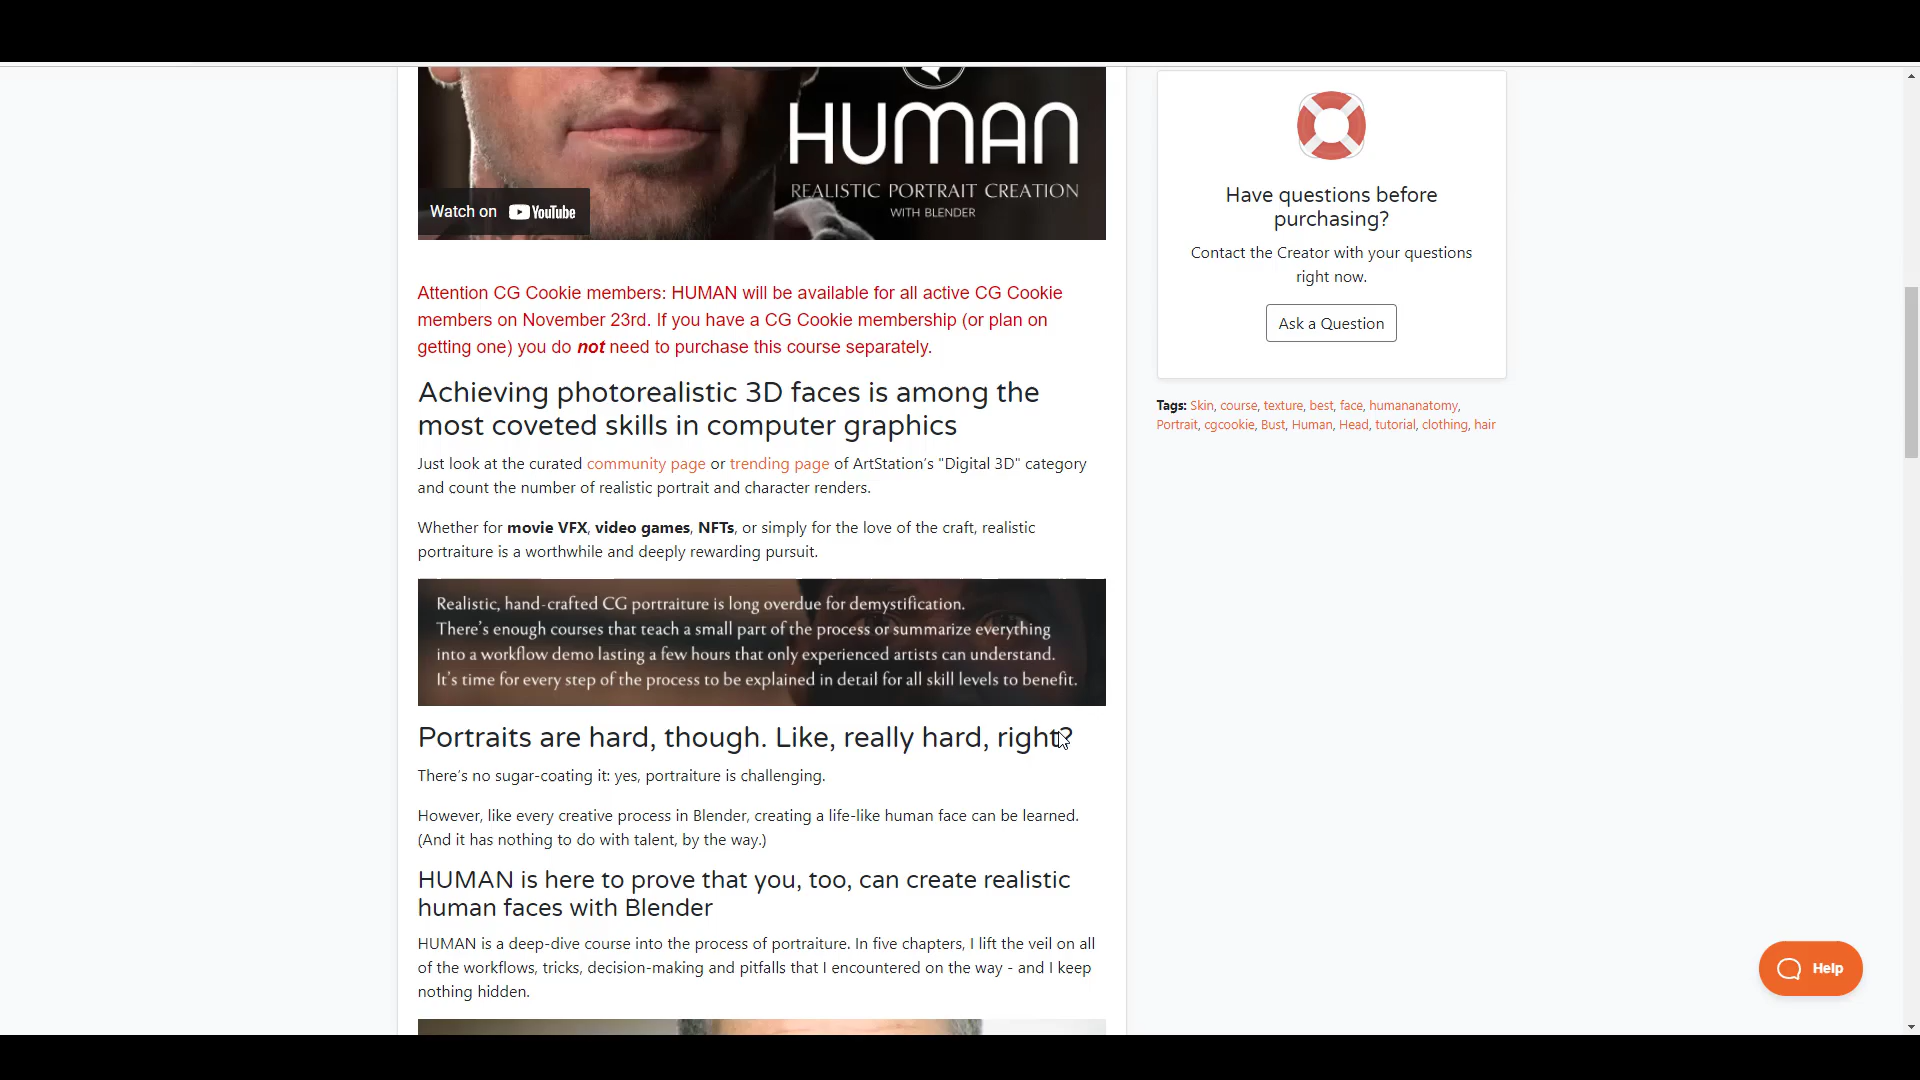 HUMAN
REALISTIC PORTRAIT CREATION
WITH BLENDER
Watch on YouTube
Attention CG Cookie members: HUMAN will be available for all active CG Cookie
members on November 23rd. If you have a CG Cookie membership (or plan on
getting one) you do not need to purchase this course separately.
Achieving photorealistic 3D faces is among the
most coveted skills in computer graphics
Just look at the curated community page or trending page of ArtStation's "Digital 3D" category
and count the number of realistic portrait and character renders.
Whether for movie VFX, video games, NFTs, or simply for the love of the craft, realistic
portraiture is a worthwhile and deeply rewarding pursuit.
Realistic, hand-crafted CG portraiture is long overdue for demystification.
There's enough courses that teach a small part of the process or summarize everything
into a workflow demo lasting a few hours that only experienced artists can understand.
It's time for every step of the process to be explained in detail for all skill levels to benefit.
Portraits are hard, though. Like, really hard, right?
There's no sugar-coating it: yes, portraiture is challenging.
However, like every creative process in Blender, creating a life-like human face can be learned.
(And it has nothing to do with talent, by the way.)
HUMAN is here to prove that you, too, can create realistic
human faces with Blender
HUMAN is a deep-dive course into the process of portraiture. In five chapters, I lift the veil on all
of the workflows, tricks, decision-making and pitfalls that I encountered on the way - and I keep
nothing hidden.
Have questions before
purchasing?
Contact the Creator with your questions
right now.
Ask a Question
Tags: Skin, course, texture, best, face, humananatomy,
Portrait, cgcookie, Bust, Human, Head, tutorial, clothing, hair
Help